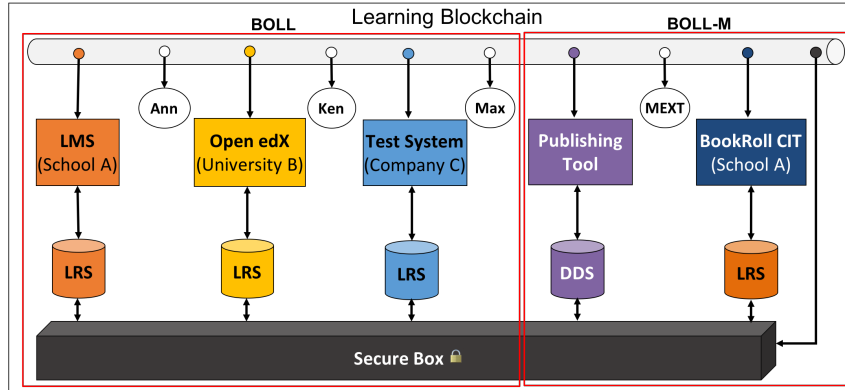 Learning Blockchain
BOLL
BOLL-M
Ann
Ken
Max
MEXT
LMS
(School A)
Open edX
(University B)
Test System
(Company C)
Publishing
Tool
BookRoll CIT
(School A)
LRS
LRS
LRS
DDS
LRS
Secure Box 🔒